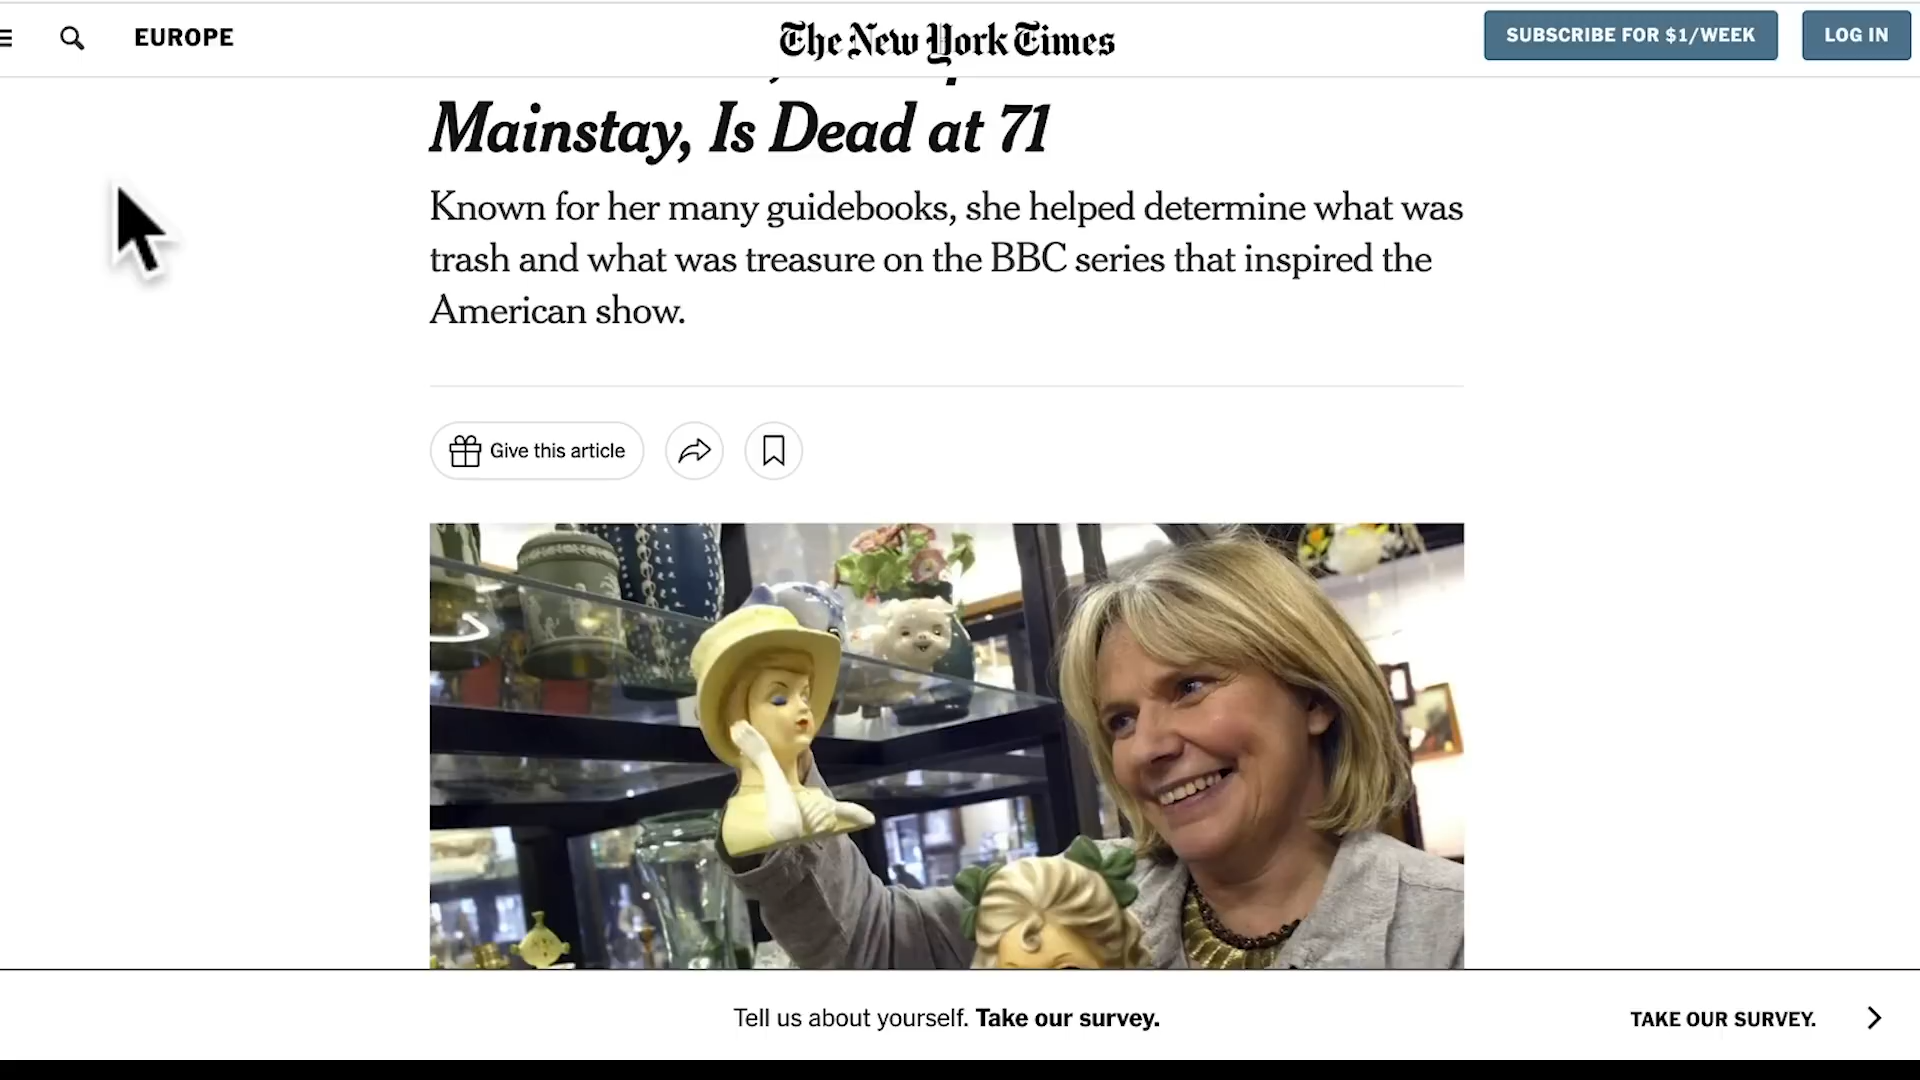 EUROPE
The New York Times
SUBSCRIBE FOR $1/WEEK
LOG IN
Mainstay, Is Dead at 71
Known for her many guidebooks, she helped determine what was
trash and what was treasure on the BBC series that inspired the
American show.
Give this article
Tell us about yourself. Take our survey.
TAKE OUR SURVEY.